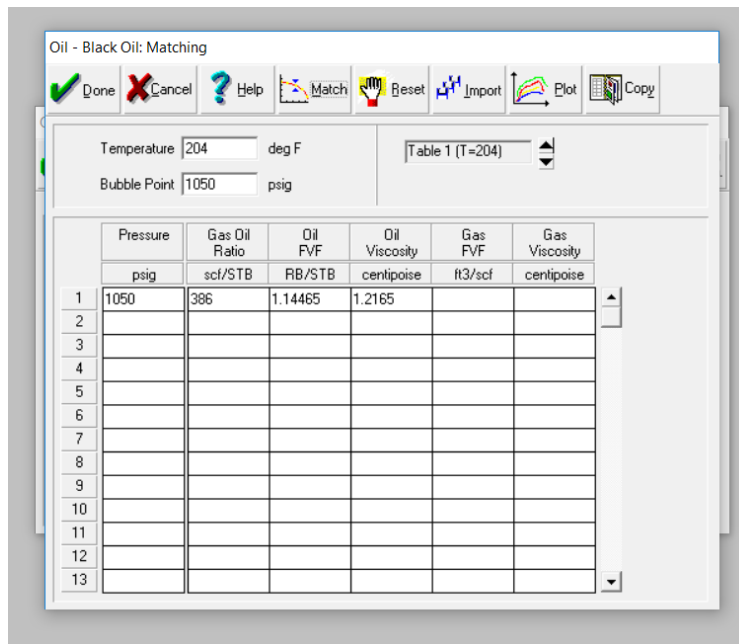 Oil - Black Oil: Matching
Done Cancel Help Match Reset Import Plot Copy
Temperature 204 deg F Table 1 (T=204)
Bubble Point 1050 psig
Pressure Gas Oil Ratio Oil FVF Oil Viscosity Gas FVF Gas Viscosity
psig scf/STB RB/STB centipoise ft3/scf centipoise
1 1050 386 1.14465 1.2165
2
3
4
5
6
7
8
9
10
11
12
13